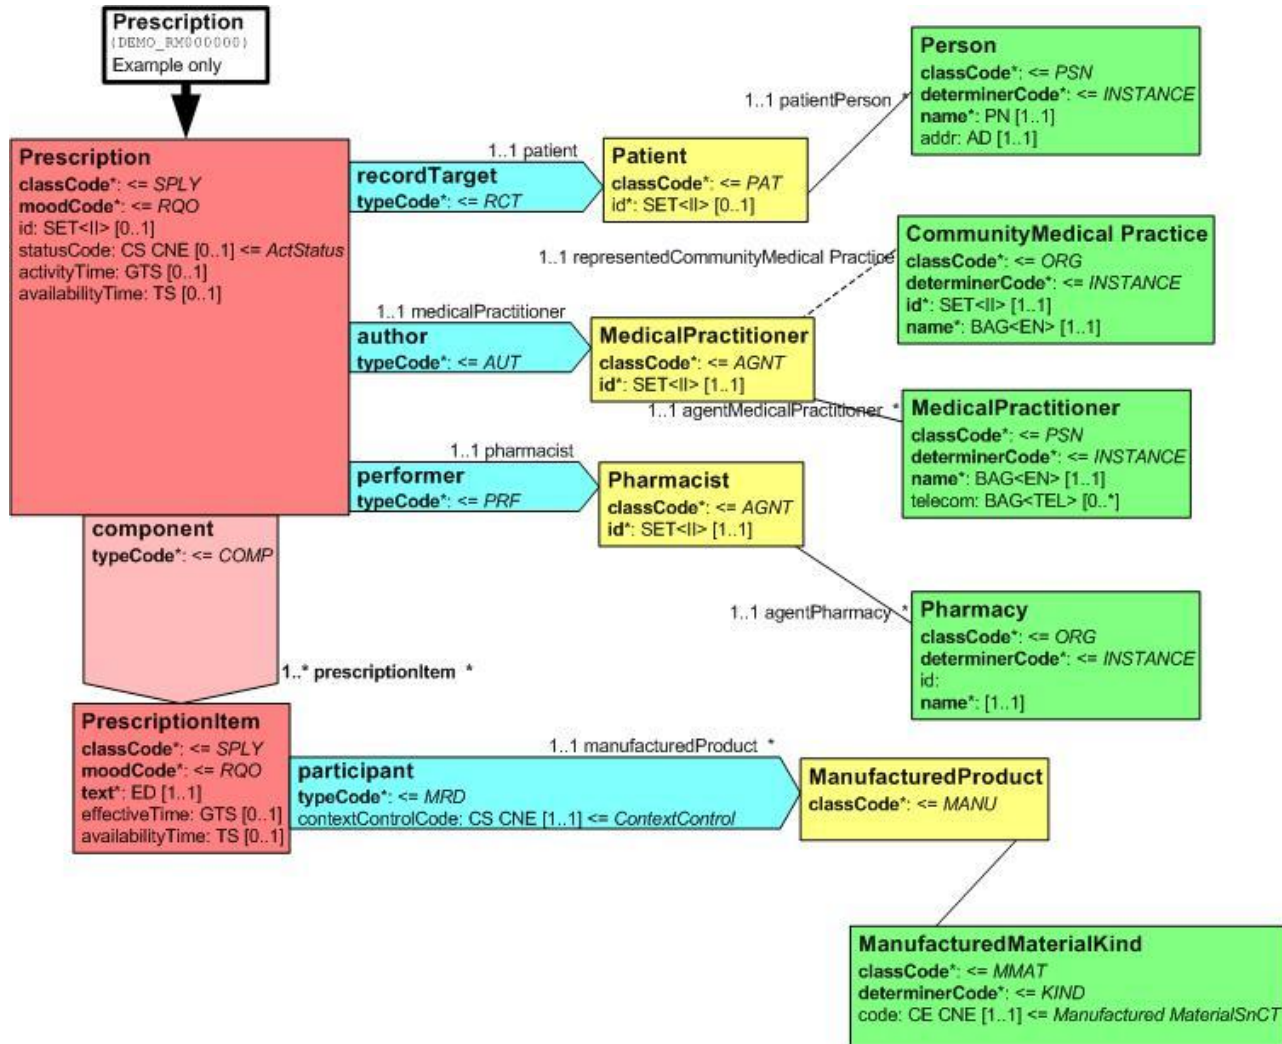 Prescription
{DEMO_RM000000}
Example only
Prescription
classCode*: <= SPLY
moodCode*: <= RQO
id: SET<II> [0..1]
statusCode: CS CNE [0..1] <= ActStatus
activityTime: GTS [0..1]
availabilityTime: TS [0..1]
1..1 patient
recordTarget
typeCode*: <= RCT
Patient
classCode*: <= PAT
id*: SET<II> [0..1]
1..1 patientPerson *
Person
classCode*: <= PSN
determinerCode*: <= INSTANCE
name*: PN [1..1]
addr: AD [1..1]
1..1 medicalPractitioner
author
typeCode*: <= AUT
MedicalPractitioner
classCode*: <= AGNT
id*: SET<II> [1..1]
1..1 representedCommunityMedical Practice
CommunityMedical Practice
classCode*: <= ORG
determinerCode*: <= INSTANCE
id*: SET<II> [1..1]
name*: BAG<EN> [1..1]
1..1 agentMedicalPractitioner *
MedicalPractitioner
classCode*: <= PSN
determinerCode*: <= INSTANCE
name*: BAG<EN> [1..1]
telecom: BAG<TEL> [0..*]
1..1 pharmacist
performer
typeCode*: <= PRF
Pharmacist
classCode*: <= AGNT
id*: SET<II> [1..1]
1..1 agentPharmacy *
Pharmacy
classCode*: <= ORG
determinerCode*: <= INSTANCE
id:
name*: [1..1]
component
typeCode*: <= COMP
1..* prescriptionItem *
PrescriptionItem
classCode*: <= SPLY
moodCode*: <= RQO
text*: ED [1..1]
effectiveTime: GTS [0..1]
availabilityTime: TS [0..1]
1..1 manufacturedProduct *
participant
typeCode*: <= MRD
contextControlCode: CS CNE [1..1] <= ContextControl
ManufacturedProduct
classCode*: <= MANU
ManufacturedMaterialKind
classCode*: <= MMAT
determinerCode*: <= KIND
code: CE CNE [1..1] <= Manufactured MaterialSnCT